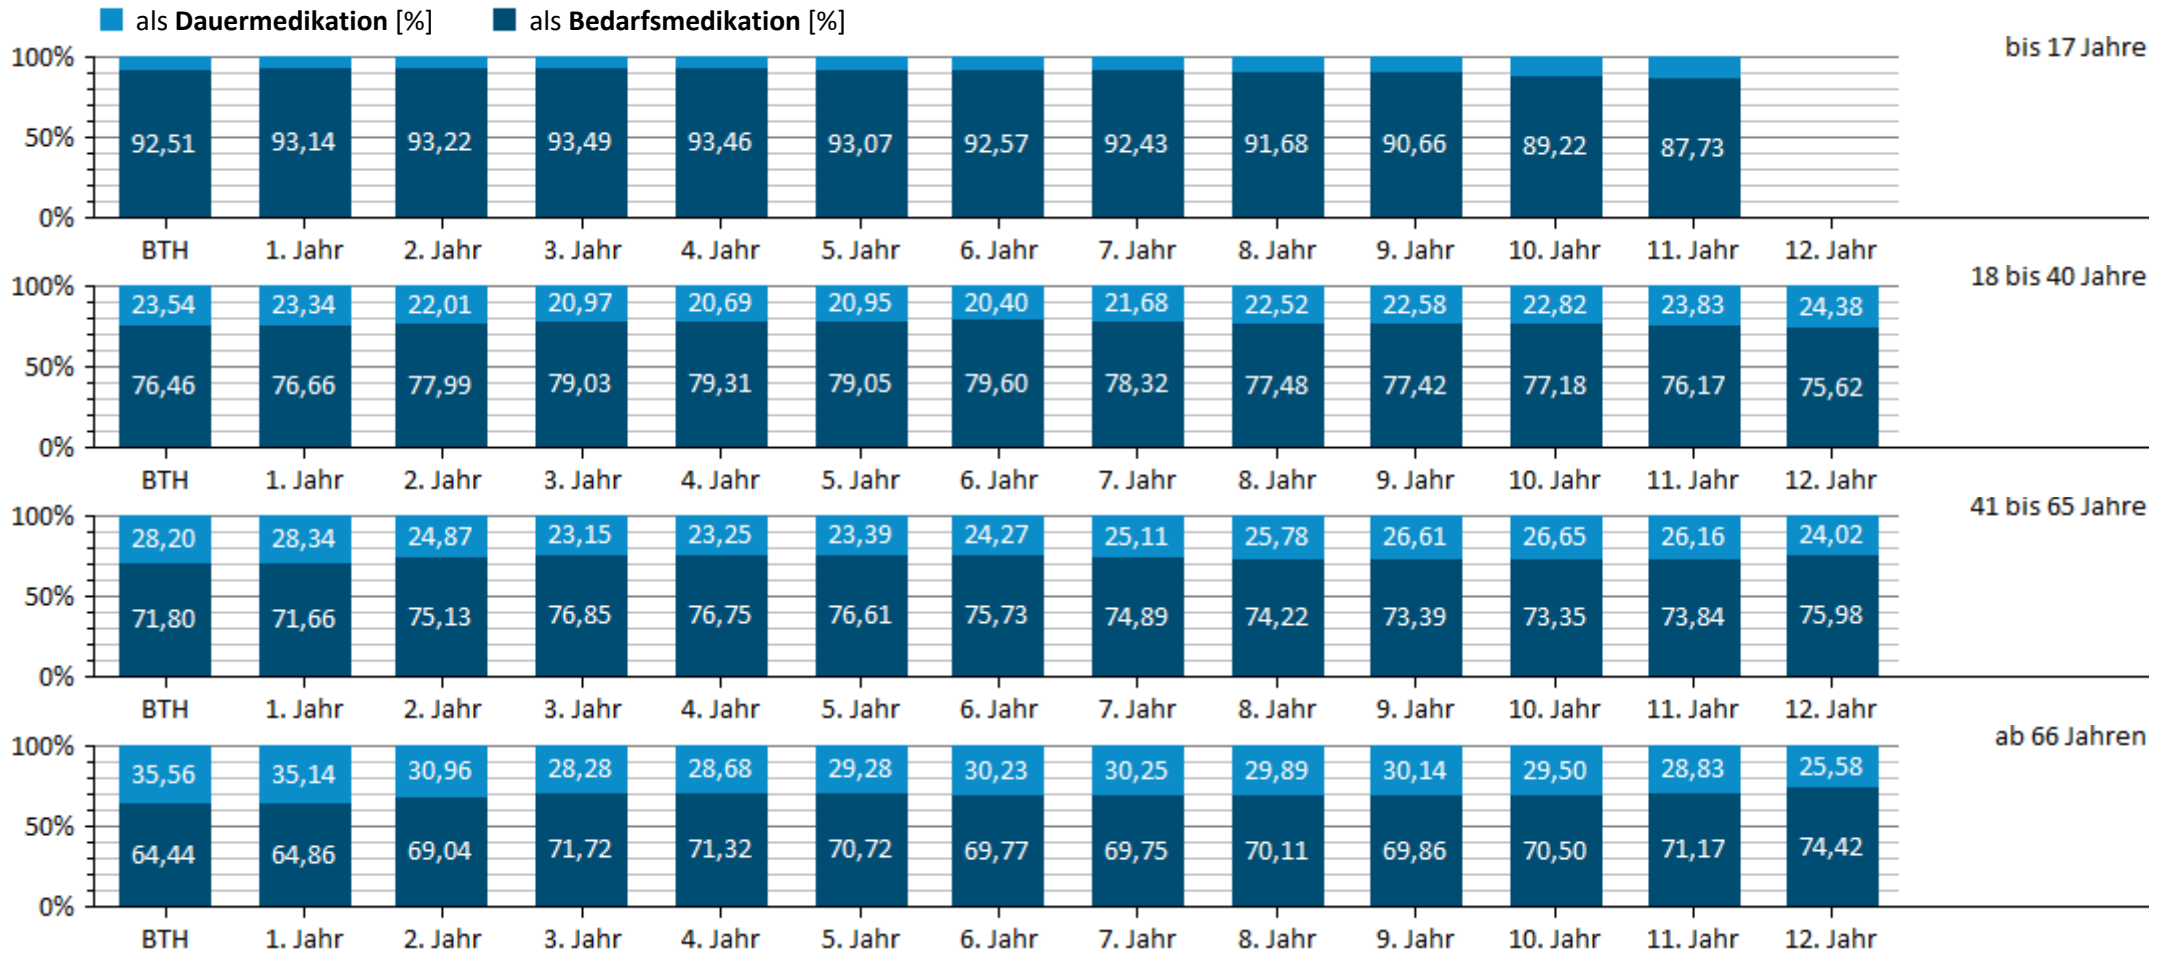 als Dauermedikation [%] als Bedarfsmedikation [%]
bis 17 Jahre
100%
50%
0%
92,51 93,14 93,22 93,49 93,46 93,07 92,57 92,43 91,68 90,66 89,22 87,73
BTH 1. Jahr 2. Jahr 3. Jahr 4. Jahr 5. Jahr 6. Jahr 7. Jahr 8. Jahr 9. Jahr 10. Jahr 11. Jahr 12. Jahr
18 bis 40 Jahre
100%
50%
0%
23,54 23,34 22,01 20,97 20,69 20,95 20,40 21,68 22,52 22,58 22,82 23,83 24,38
76,46 76,66 77,99 79,03 79,31 79,05 79,60 78,32 77,48 77,42 77,18 76,17 75,62
BTH 1. Jahr 2. Jahr 3. Jahr 4. Jahr 5. Jahr 6. Jahr 7. Jahr 8. Jahr 9. Jahr 10. Jahr 11. Jahr 12. Jahr
41 bis 65 Jahre
100%
50%
0%
28,20 28,34 24,87 23,15 23,25 23,39 24,27 25,11 25,78 26,61 26,65 26,16 24,02
71,80 71,66 75,13 76,85 76,75 76,61 75,73 74,89 74,22 73,39 73,35 73,84 75,98
BTH 1. Jahr 2. Jahr 3. Jahr 4. Jahr 5. Jahr 6. Jahr 7. Jahr 8. Jahr 9. Jahr 10. Jahr 11. Jahr 12. Jahr
ab 66 Jahren
100%
50%
0%
35,56 35,14 30,96 28,28 28,68 29,28 30,23 30,25 29,89 30,14 29,50 28,83 25,58
64,44 64,86 69,04 71,72 71,32 70,72 69,77 69,75 70,11 69,86 70,50 71,17 74,42
BTH 1. Jahr 2. Jahr 3. Jahr 4. Jahr 5. Jahr 6. Jahr 7. Jahr 8. Jahr 9. Jahr 10. Jahr 11. Jahr 12. Jahr